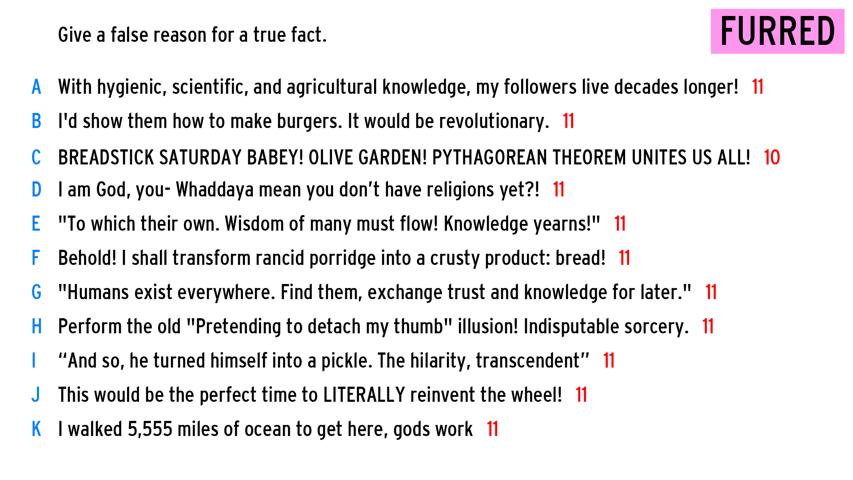 Give a false reason for a true fact.
FURRED
A With hygienic, scientific, and agricultural knowledge, my followers live decades longer! 11
B I'd show them how to make burgers. It would be revolutionary. 11
C BREADSTICK SATURDAY BABEY! OLIVE GARDEN! PYTHAGOREAN THEOREM UNITES US ALL! 10
D I am God, you- Whaddaya mean you don’t have religions yet?! 11
E "To which their own. Wisdom of many must flow! Knowledge yearns!" 11
F Behold! I shall transform rancid porridge into a crusty product: bread! 11
G "Humans exist everywhere. Find them, exchange trust and knowledge for later." 11
H Perform the old "Pretending to detach my thumb" illusion! Indisputable sorcery. 11
I “And so, he turned himself into a pickle. The hilarity, transcendent” 11
J This would be the perfect time to LITERALLY reinvent the wheel! 11
K I walked 5,555 miles of ocean to get here, gods work 11